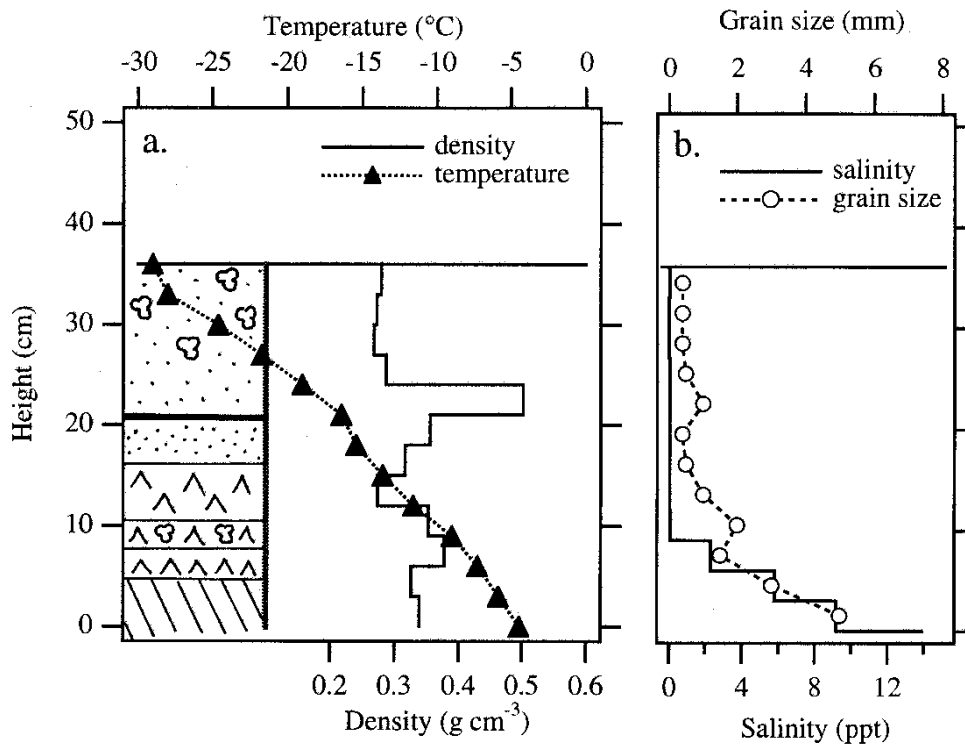 Temperature (°C)
-30 -25 -20 -15 -10 -5 0
Grain size (mm)
0 2 4 6 8
50
40
30
20
10
0
Height (cm)
a.
density
temperature
b.
salinity
grain size
0.2 0.3 0.4 0.5 0.6
Density (g cm-3)
0 4 8 12
Salinity (ppt)